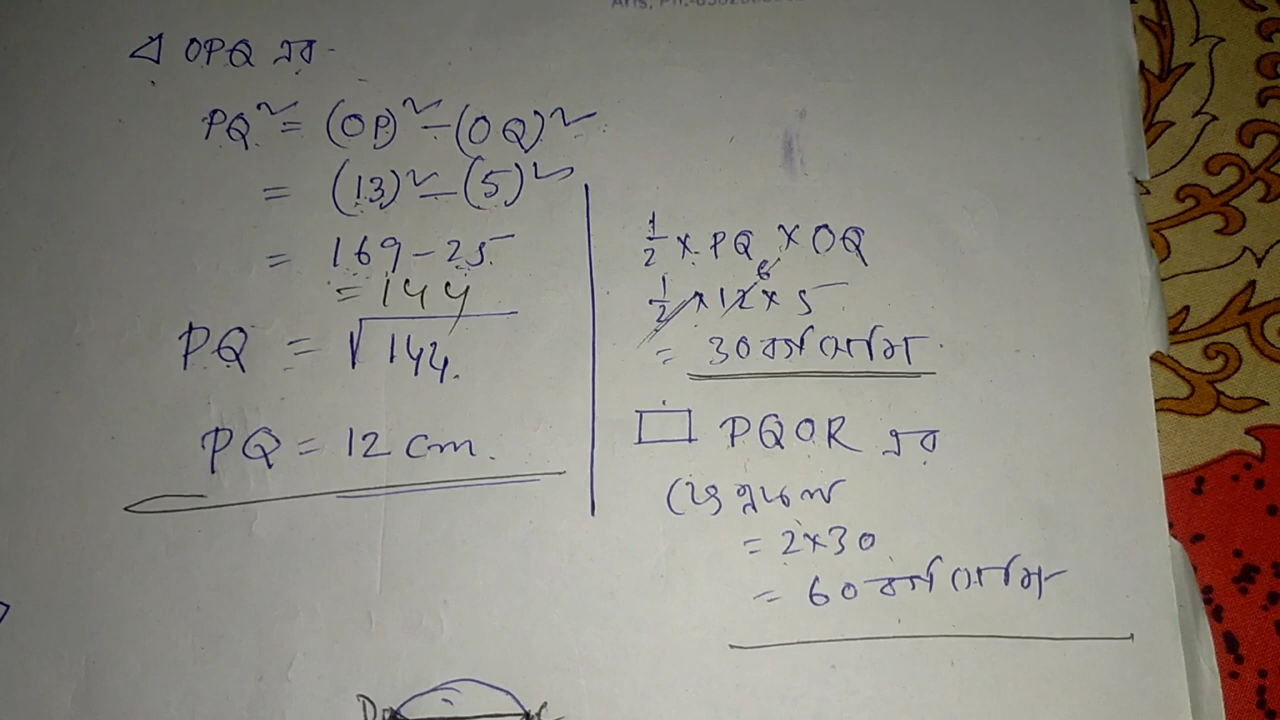 Δ OPQ এর
PQ² = (OP)² – (OQ)²
= (13)² – (5)²
= 169 – 25
= 144
PQ = √144
PQ = 12 cm.
½ × PQ × OQ
½ × 12 × 5
6
= 30 বর্গ সেমি
□ PQOR এর
ক্ষেত্রফল
= 2×30
= 60 বর্গ সেমি
D C